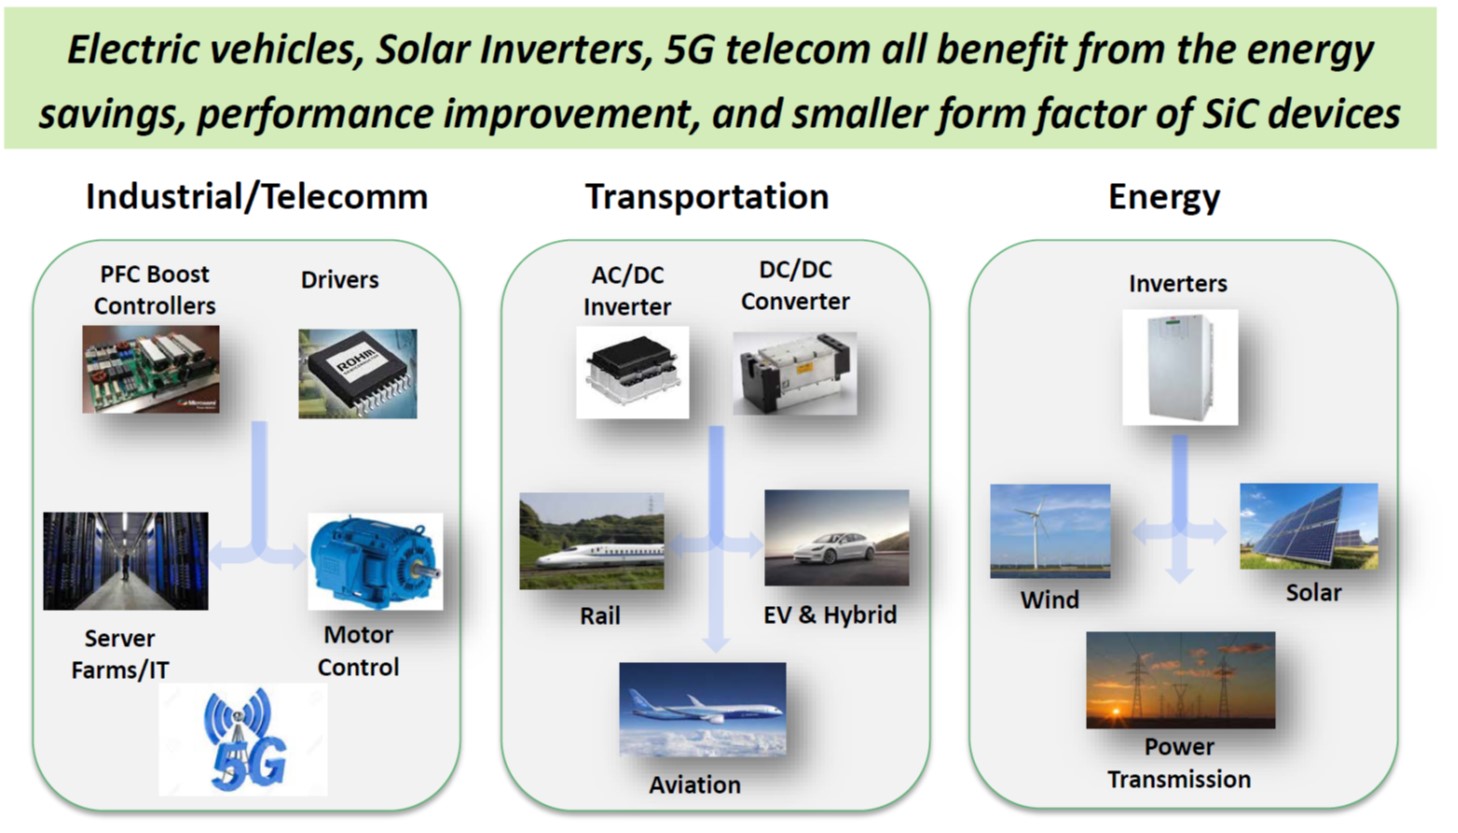 Electric vehicles, Solar Inverters, 5G telecom all benefit from the energy
savings, performance improvement, and smaller form factor of SiC devices
Industrial/Telecomm
PFC Boost
Controllers
Drivers
Microsemi
ROHM
SEMICONDUCTOR
Server
Farms/IT
Motor
Control
5G
Transportation
AC/DC
Inverter
DC/DC
Converter
Rail
EV & Hybrid
Aviation
Energy
Inverters
Wind
Solar
Power
Transmission